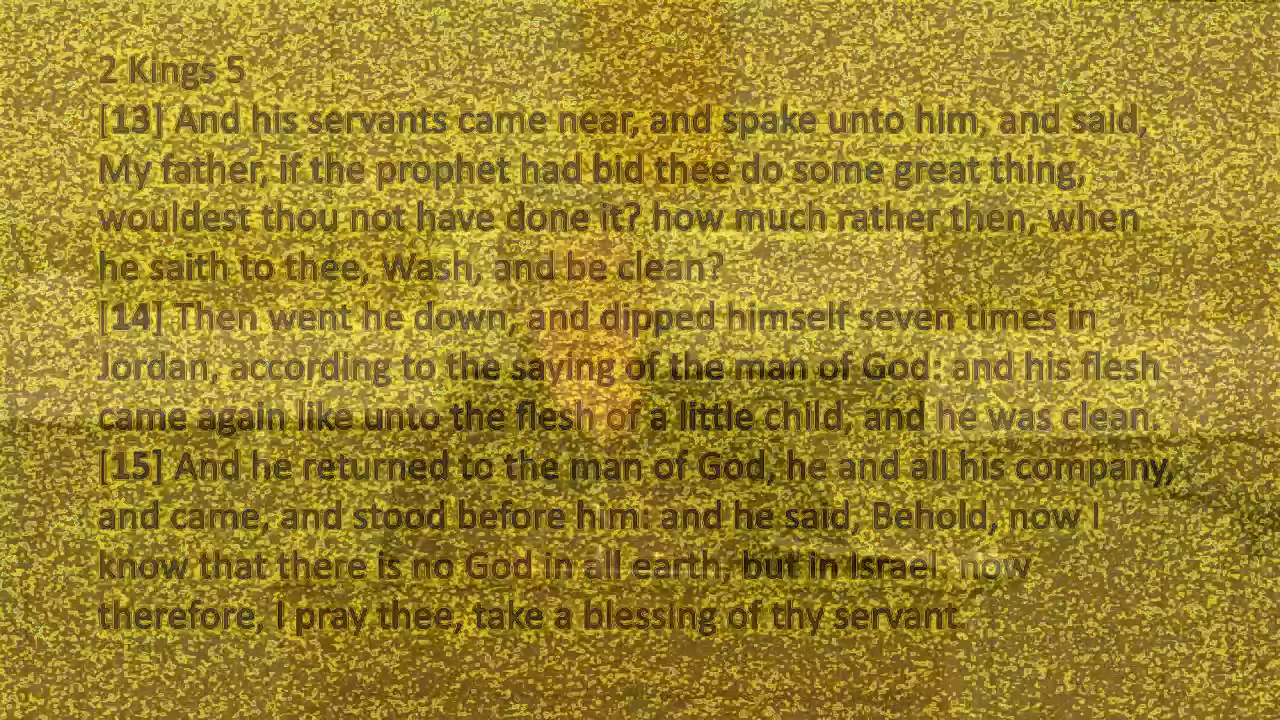 2 Kings 5
[13] And his servants came near, and spake unto him, and said,
My father, if the prophet had bid thee do some great thing,
wouldest thou not have done it? how much rather then, when
he saith to thee, Wash, and be clean?
[14] Then went he down, and dipped himself seven times in
Jordan, according to the saying of the man of God: and his flesh
came again like unto the flesh of a little child, and he was clean.
[15] And he returned to the man of God, he and all his company,
and came, and stood before him: and he said, Behold, now I
know that there is no God in all earth, but in Israel: now
therefore, I pray thee, take a blessing of thy servant.